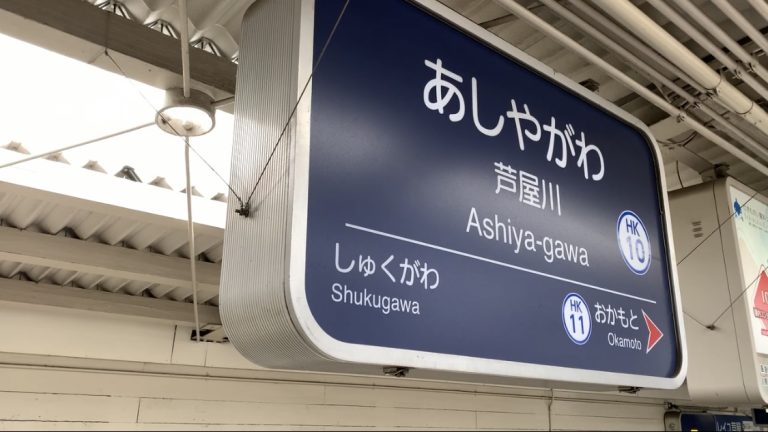 あしやがわ
芦屋川
Ashiya-gawa
HK
10
しゅくがわ
Shukugawa
HK
11
おかもと
Okamoto